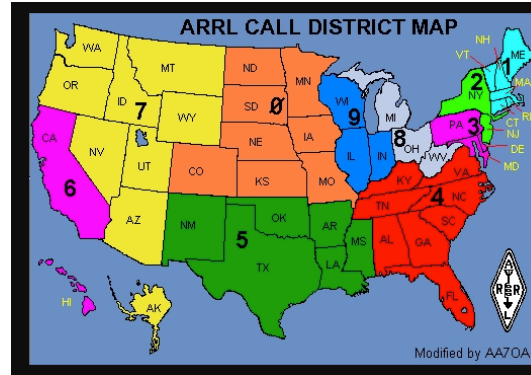 ARRL CALL DISTRICT MAP
WA
MT
ND
MN
OR
ID
7
WY
SD
Ø
WI
9
MI
NH
VT
ME
1
MA
2
NY
RI
CT
NJ
PA
3
DE
MD
CA
6
NV
UT
CO
NE
IA
KS
MO
IL
IN
8
OH
WV
KY
VA
TN
4
NC
SC
AZ
NM
OK
5
TX
AR
LA
MS
AL
GA
FL
HI
AK
A
R R
L
Modified by AA7OA